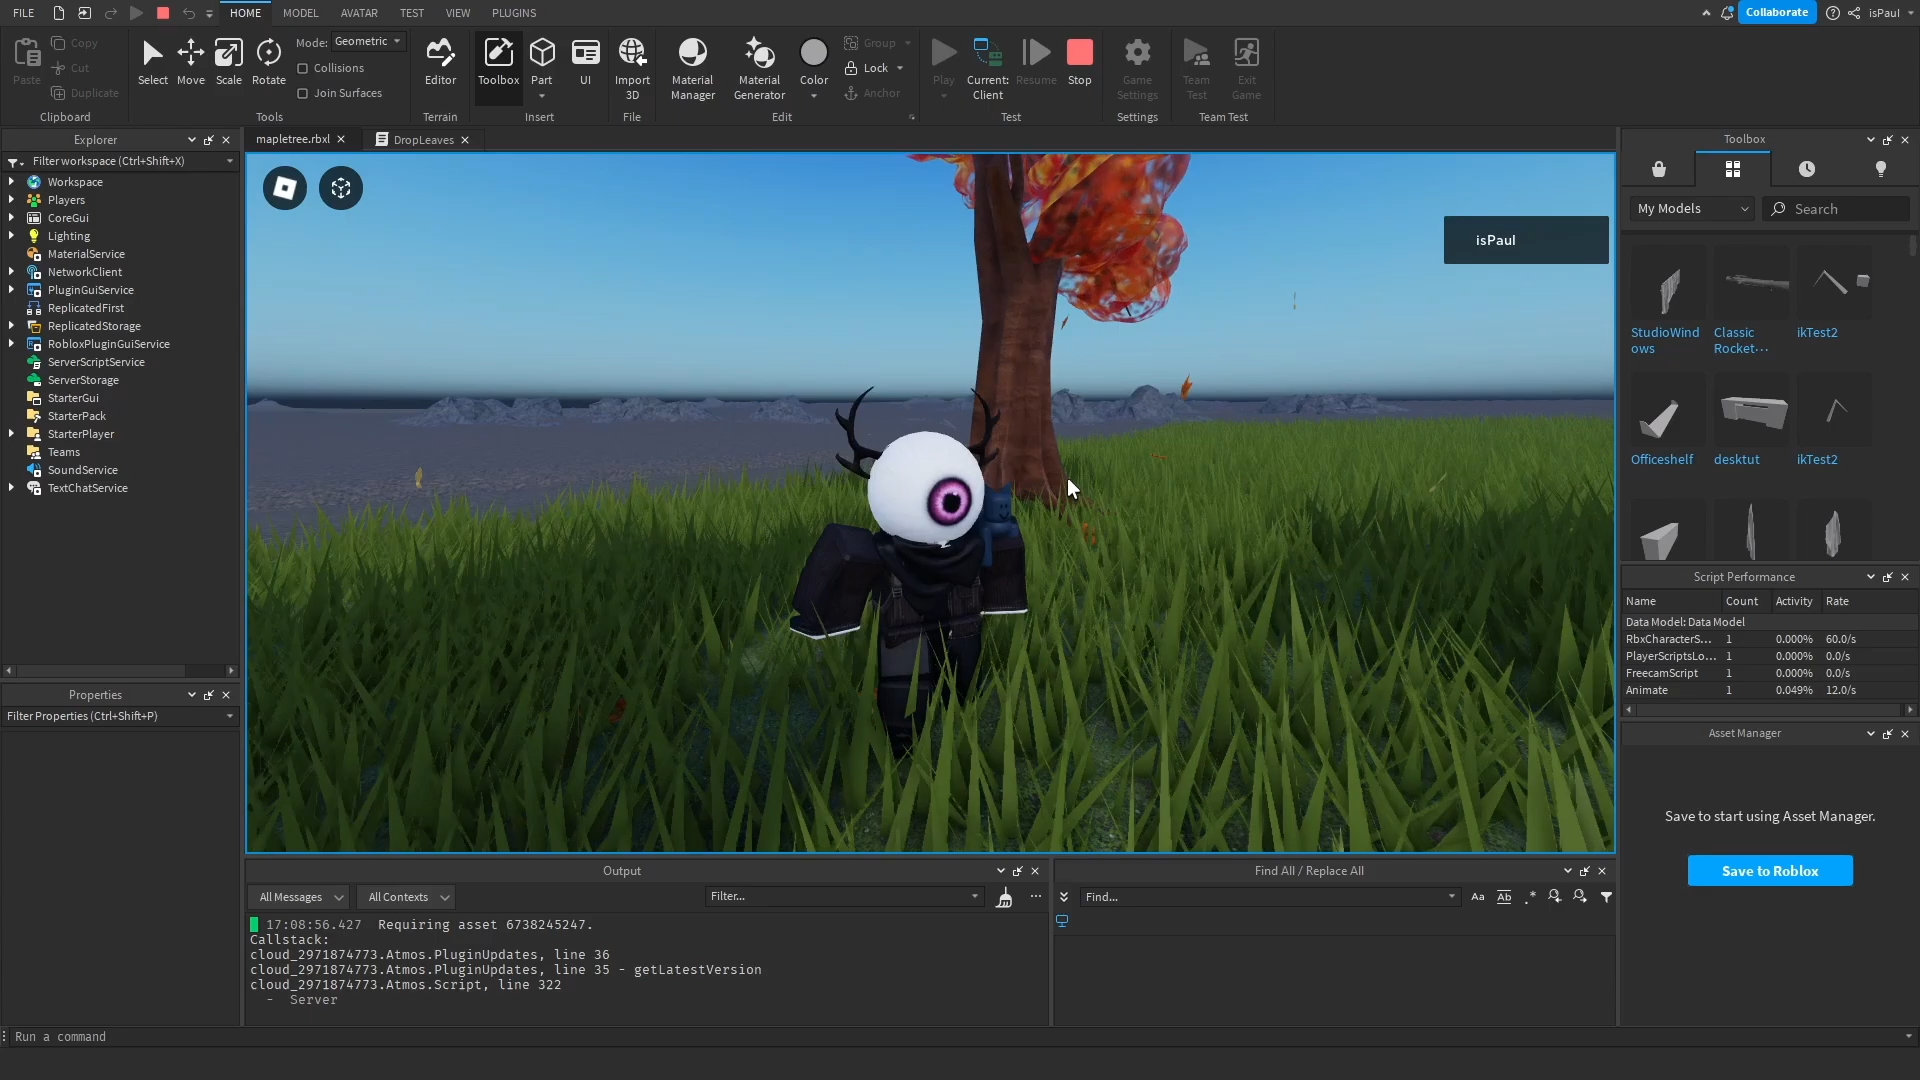 FILE
HOME
MODEL
AVATAR
TEST
VIEW
PLUGINS
Collaborate
isPaul
Paste
Copy
Cut
Duplicate
Clipboard
Select
Move
Scale
Rotate
Mode:
Geometric
Collisions
Join Surfaces
Tools
Editor
Terrain
Toolbox
Part
UI
Insert
Import
3D
File
Material
Manager
Material
Generator
Color
Group
Lock
Anchor
Edit
Play
Current:
Client
Resume
Stop
Test
Game
Settings
Settings
Team
Test
Exit
Game
Team Test
Explorer
Filter workspace (Ctrl+Shift+X)
Workspace
Players
CoreGui
Lighting
MaterialService
NetworkClient
PluginGuiService
ReplicatedFirst
ReplicatedStorage
RobloxPluginGuiService
ServerScriptService
ServerStorage
StarterGui
StarterPack
StarterPlayer
Teams
SoundService
TextChatService
Properties
Filter Properties (Ctrl+Shift+P)
mapletree.rbxl
DropLeaves
isPaul
Output
All Messages
All Contexts
Filter...
17:08:56.427 Requiring asset 6738245247.
Callstack:
cloud_2971874773.Atmos.PluginUpdates, line 36
cloud_2971874773.Atmos.PluginUpdates, line 35 - getLatestVersion
cloud_2971874773.Atmos.Script, line 322
- Server
Find All / Replace All
Find...
Aa
Ab
.*
Toolbox
My Models
Search
StudioWind
ows
Classic
Rocket...
ikTest2
Officeshelf
desktut
ikTest2
Script Performance
Name Count Activity Rate
Data Model: Data Model
RbxCharacterS... 1 0.000% 60.0/s
PlayerScriptsLo... 1 0.000% 0.0/s
FreecamScript 1 0.000% 0.0/s
Animate 1 0.049% 12.0/s
Asset Manager
Save to start using Asset Manager.
Save to Roblox
Run a command